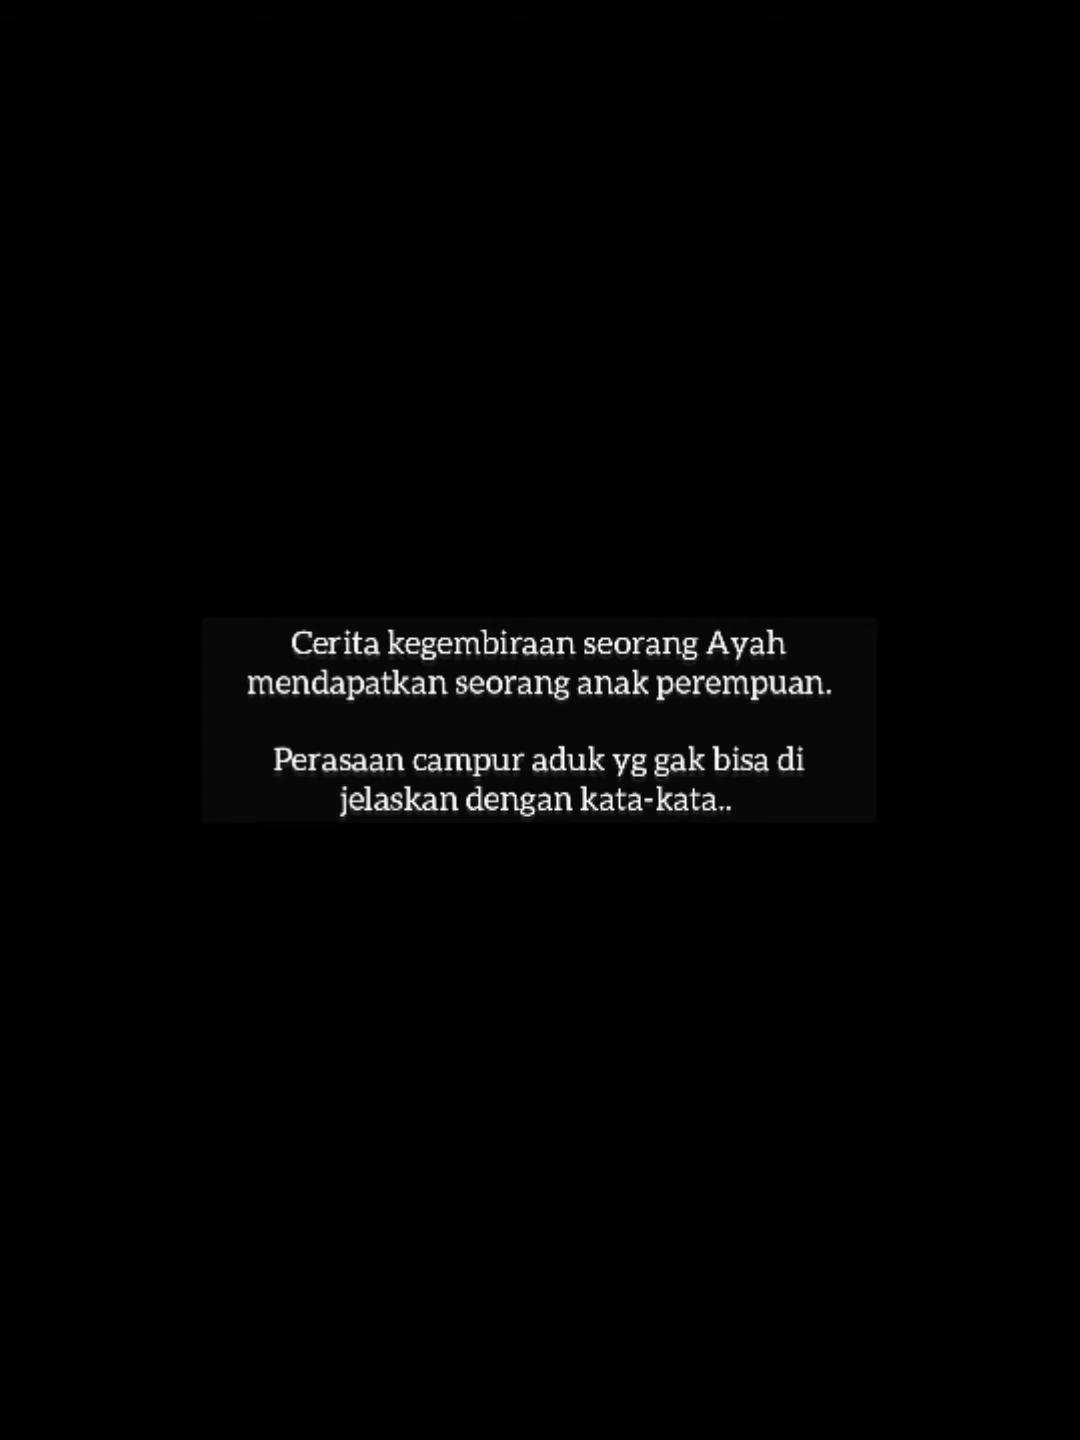 Cerita kegembiraan seorang Ayah
mendapatkan seorang anak perempuan.
Perasaan campur aduk yg gak bisa di
jelaskan dengan kata-kata..